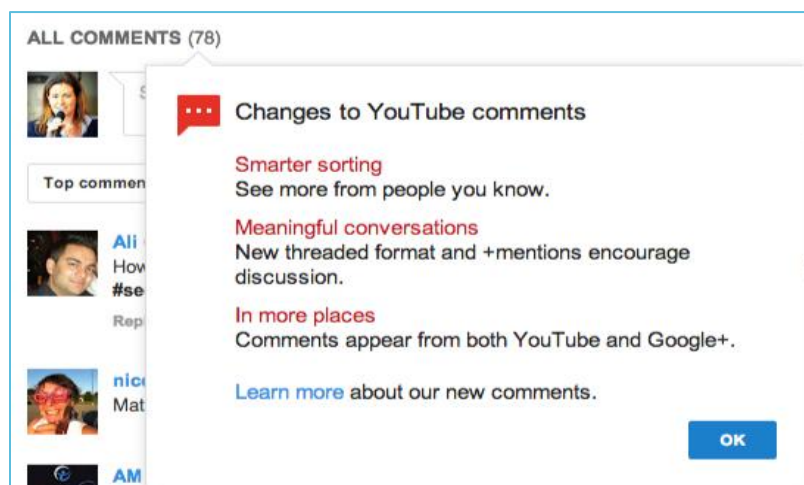 ALL COMMENTS (78)
Changes to YouTube comments
Smarter sorting
See more from people you know.
Top commen
Meaningful conversations
New threaded format and +mentions encourage
discussion.
Ali
How
#se
Repl
In more places
Comments appear from both YouTube and Google+.
nico
Mat
Learn more about our new comments.
OK
AM